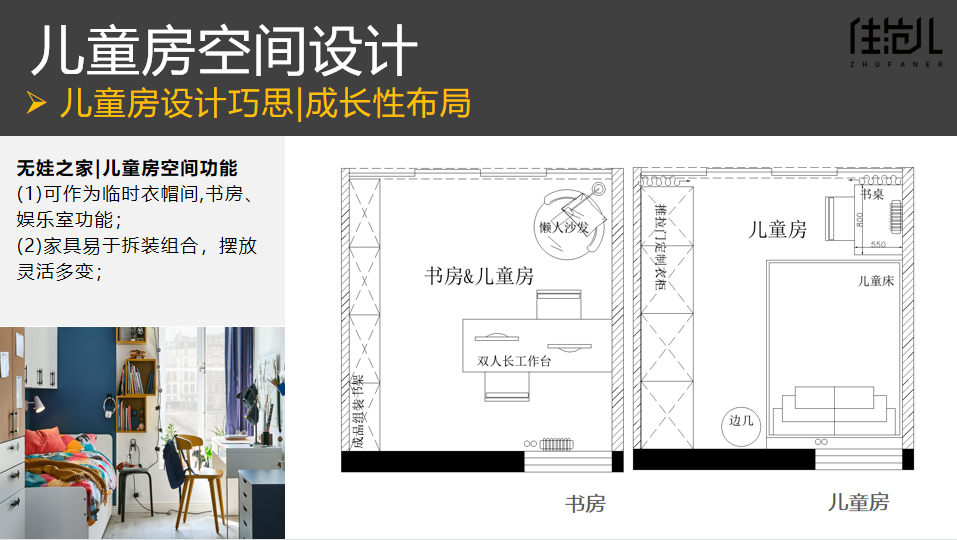 儿童房空间设计
佳范儿
ZHUFANER
➢ 儿童房设计巧思|成长性布局
无娃之家|儿童房空间功能
(1)可作为临时衣帽间,书房、
娱乐室功能；
(2)家具易于拆装组合，摆放
灵活多变；
懒人沙发
书房&儿童房
双人长工作台
成品组装书架
书房
推拉门定制衣柜
儿童房
书桌
800
550
儿童床
边几
儿童房